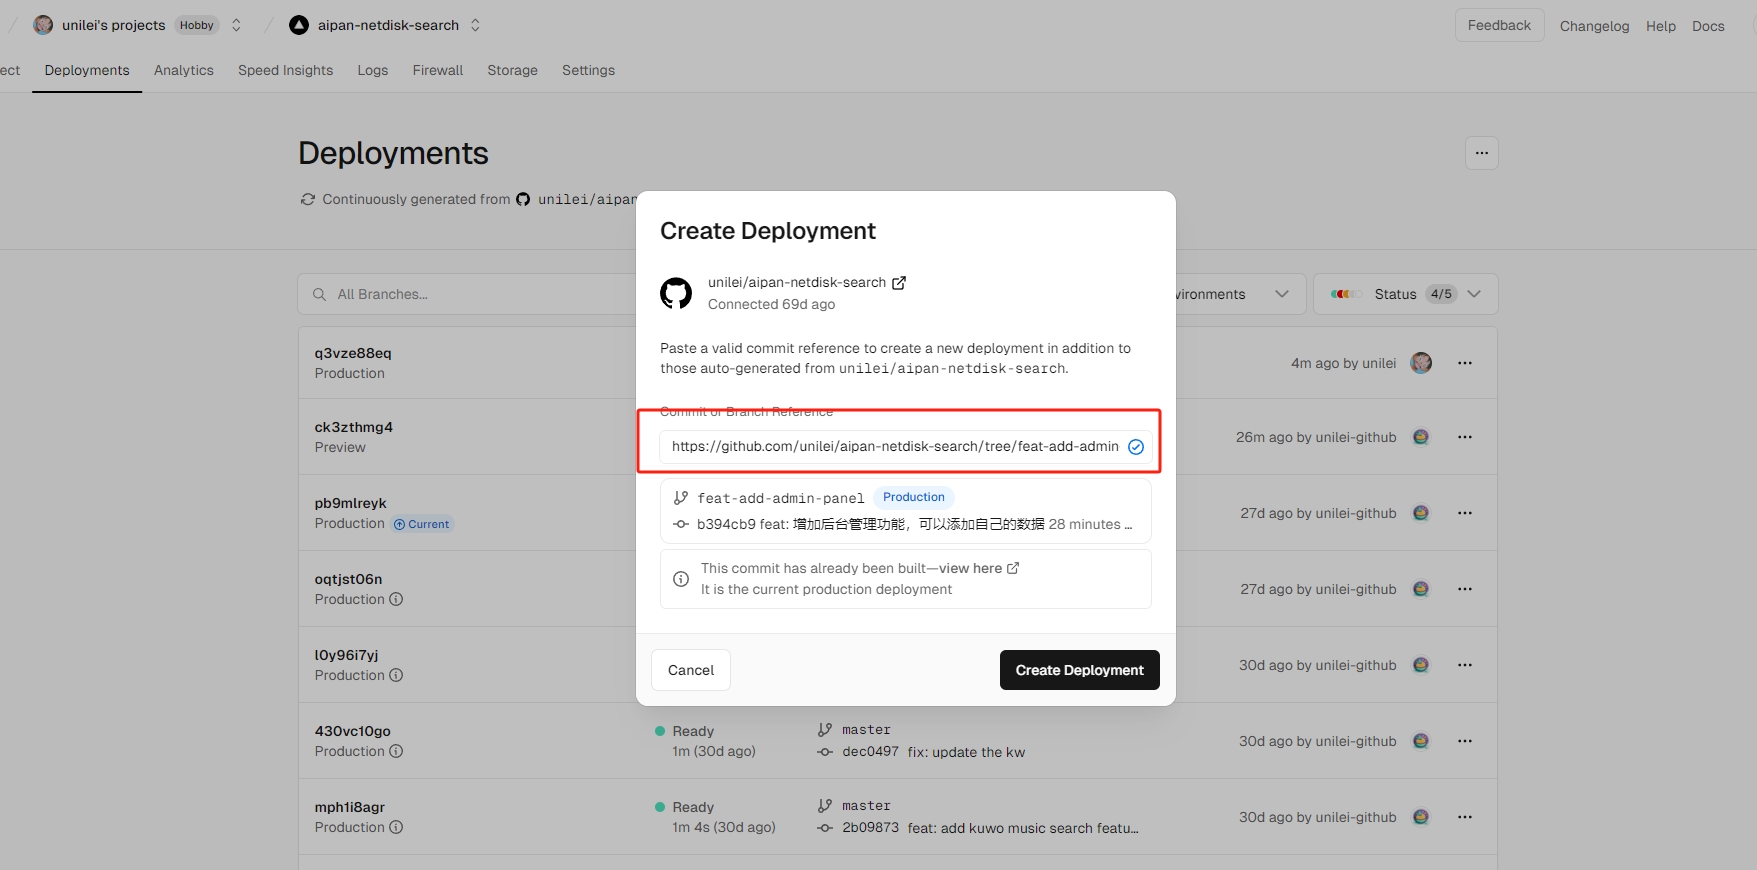 unilei's projects Hobby aipan-netdisk-search Feedback Changelog Help Docs
ect Deployments Analytics Speed Insights Logs Firewall Storage Settings
Deployments
Continuously generated from unilei/aipan
Create Deployment
unilei/aipan-netdisk-search
Connected 69d ago
Paste a valid commit reference to create a new deployment in addition to
those auto-generated from unilei/aipan-netdisk-search.
Commit or Branch Reference
https://github.com/unilei/aipan-netdisk-search/tree/feat-add-admin
feat-add-admin-panel Production
b394cb9 feat: 增加后台管理功能，可以添加自己的数据 28 minutes …
This commit has already been built—view here
It is the current production deployment
Cancel Create Deployment
All Branches... vironments Status 4/5
q3vze88eq
Production
4m ago by unilei
ck3zthmg4
Preview
26m ago by unilei-github
pb9mlreyk
Production Current
27d ago by unilei-github
oqtjst06n
Production
27d ago by unilei-github
l0y96i7yj
Production
30d ago by unilei-github
430vc10go Ready master
Production 1m (30d ago) dec0497 fix: update the kw
30d ago by unilei-github
mph1i8agr Ready master
Production 1m 4s (30d ago) 2b09873 feat: add kuwo music search featu…
30d ago by unilei-github